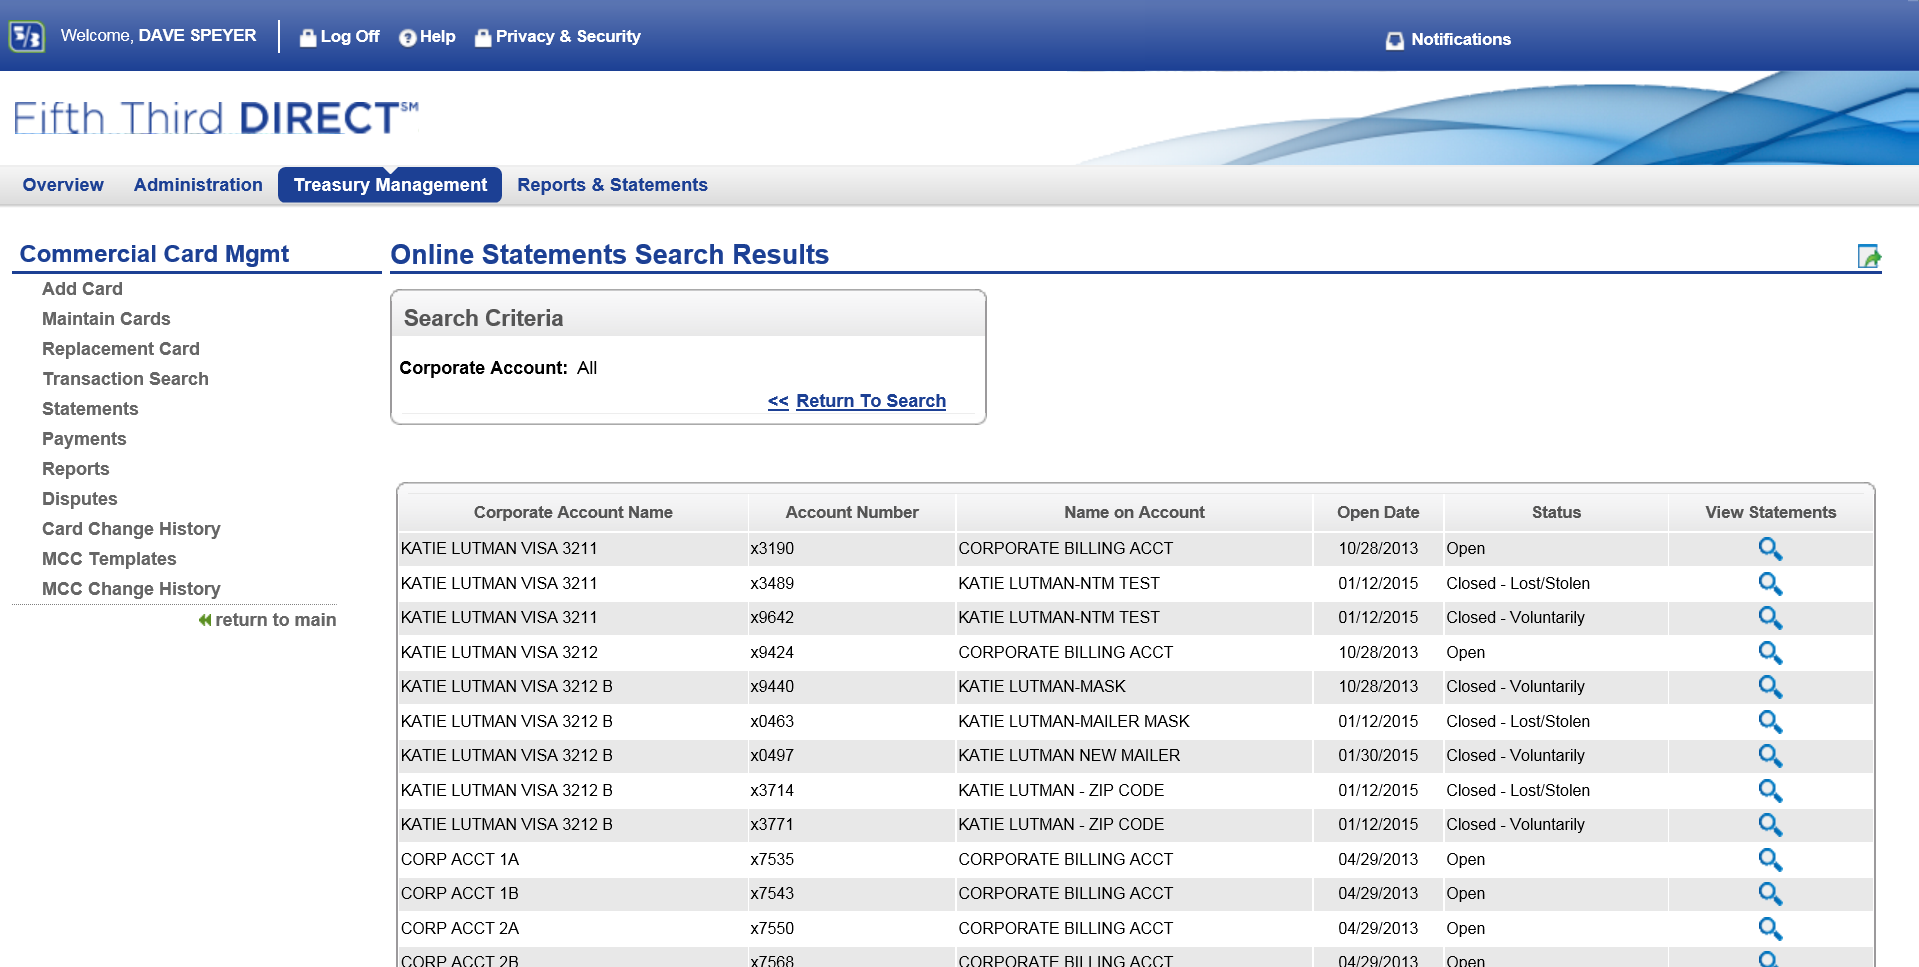 5/3 Welcome, DAVE SPEYER Log Off Help Privacy & Security Notifications
Fifth Third DIRECT℠
Overview Administration Treasury Management Reports & Statements
Commercial Card Mgmt
Add Card
Maintain Cards
Replacement Card
Transaction Search
Statements
Payments
Reports
Disputes
Card Change History
MCC Templates
MCC Change History
return to main
Online Statements Search Results
Search Criteria
Corporate Account: All
<< Return To Search
Corporate Account Name Account Number Name on Account Open Date Status View Statements
KATIE LUTMAN VISA 3211 x3190 CORPORATE BILLING ACCT 10/28/2013 Open
KATIE LUTMAN VISA 3211 x3489 KATIE LUTMAN-NTM TEST 01/12/2015 Closed - Lost/Stolen
KATIE LUTMAN VISA 3211 x9642 KATIE LUTMAN-NTM TEST 01/12/2015 Closed - Voluntarily
KATIE LUTMAN VISA 3212 x9424 CORPORATE BILLING ACCT 10/28/2013 Open
KATIE LUTMAN VISA 3212 B x9440 KATIE LUTMAN-MASK 10/28/2013 Closed - Voluntarily
KATIE LUTMAN VISA 3212 B x0463 KATIE LUTMAN-MAILER MASK 01/12/2015 Closed - Lost/Stolen
KATIE LUTMAN VISA 3212 B x0497 KATIE LUTMAN NEW MAILER 01/30/2015 Closed - Voluntarily
KATIE LUTMAN VISA 3212 B x3714 KATIE LUTMAN - ZIP CODE 01/12/2015 Closed - Lost/Stolen
KATIE LUTMAN VISA 3212 B x3771 KATIE LUTMAN - ZIP CODE 01/12/2015 Closed - Voluntarily
CORP ACCT 1A x7535 CORPORATE BILLING ACCT 04/29/2013 Open
CORP ACCT 1B x7543 CORPORATE BILLING ACCT 04/29/2013 Open
CORP ACCT 2A x7550 CORPORATE BILLING ACCT 04/29/2013 Open
CORP ACCT 2B x7568 CORPORATE BILLING ACCT 04/29/2013 Open